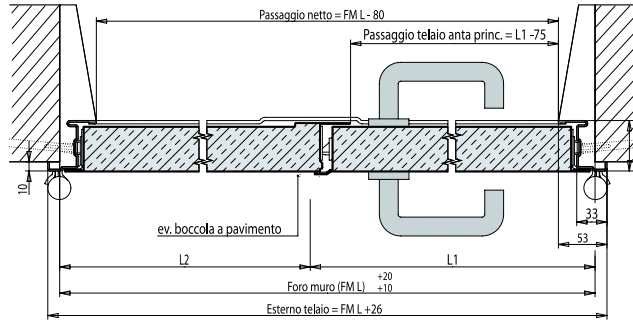 Passaggio netto = FM L - 80
Passaggio telaio anta princ. = L1 -75
10
33
53
ev. boccola a pavimento
L2
L1
Foro muro (FM L) +20 +10
Esterno telaio = FM L +26